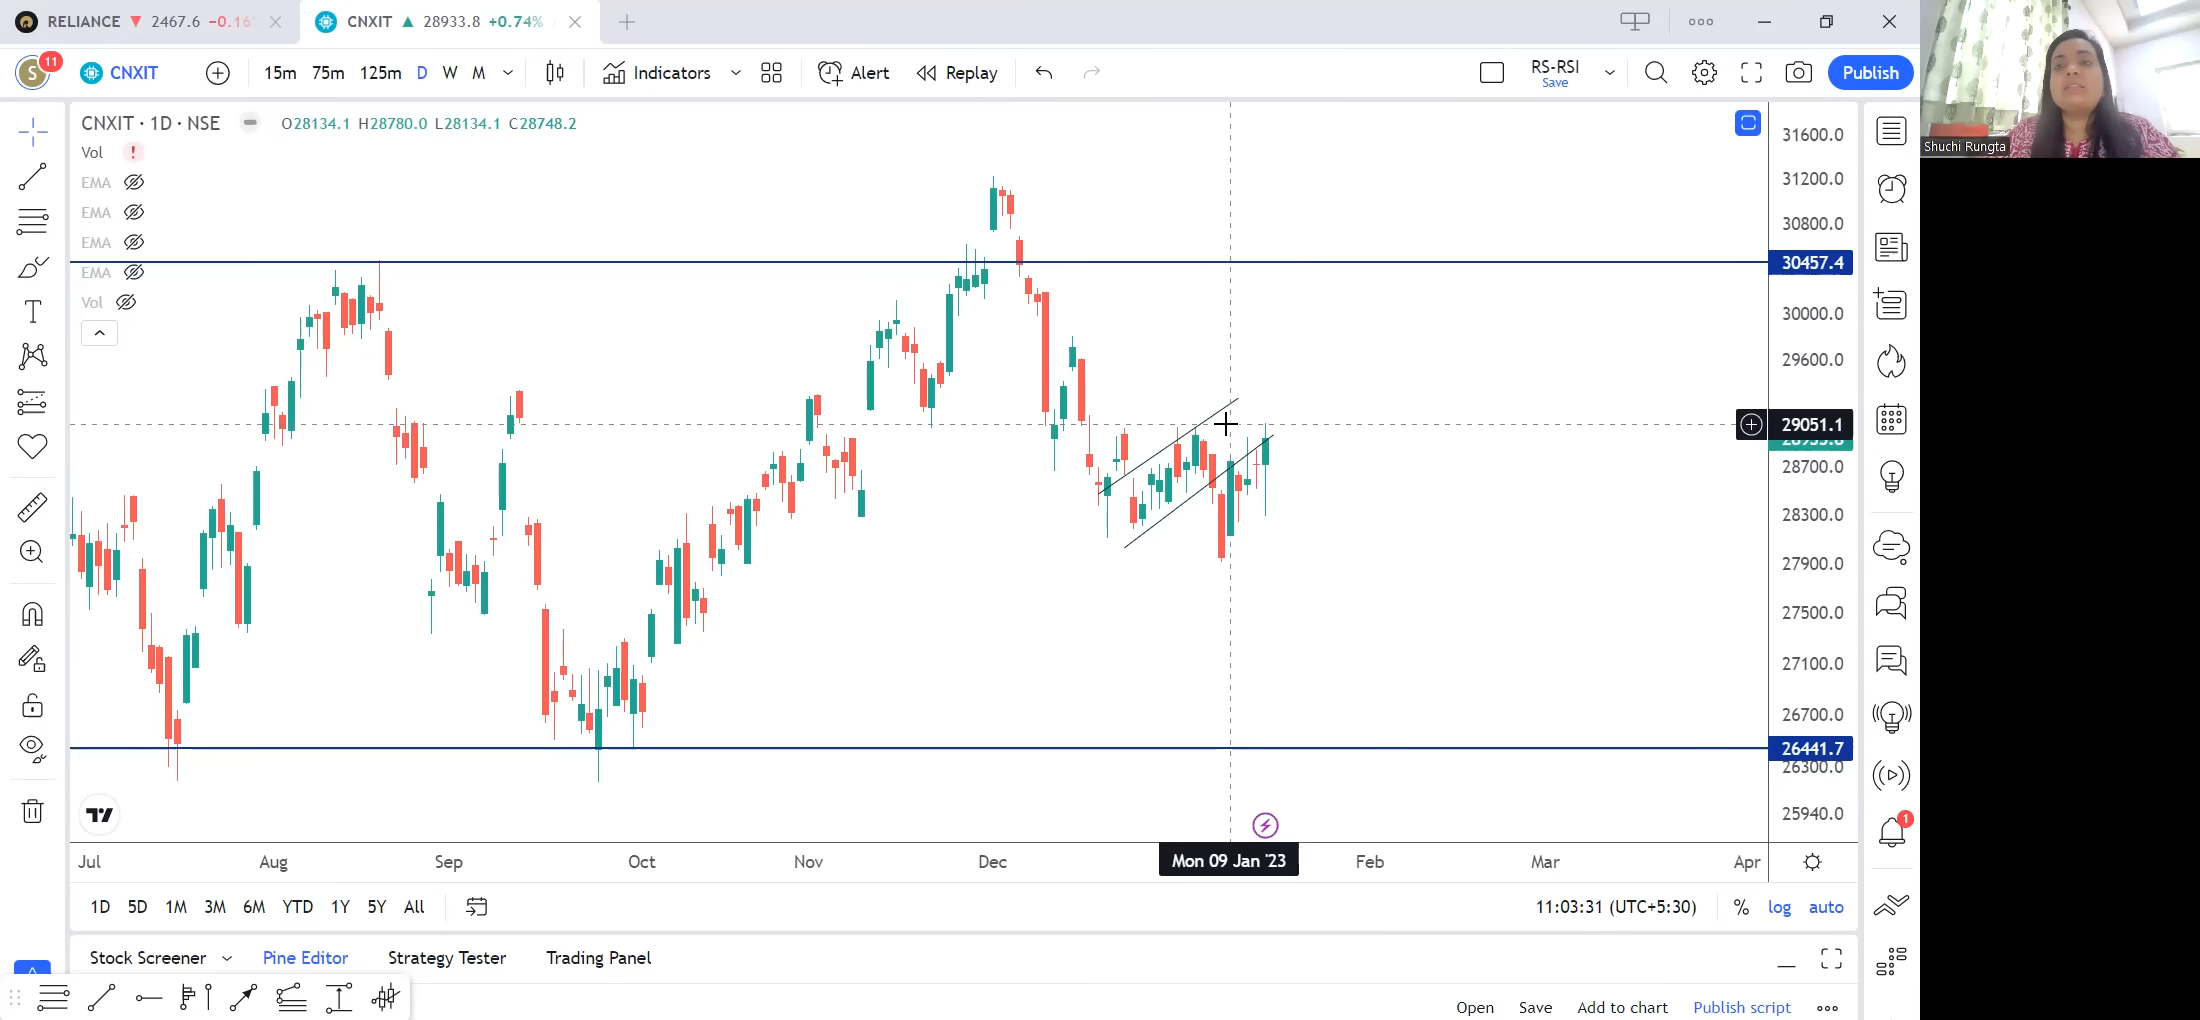 RELIANCE ▼ 2467.6 −0.16
CNXIT ▲ 28933.8 +0.74%
S 11 CNXIT 15m 75m 125m D W M Indicators Alert Replay RS-RSI Save Publish
CNXIT · 1D · NSE O28134.1 H28780.0 L28134.1 C28748.2
Vol !
EMA
EMA
EMA
EMA
Vol
T
31600.0
31200.0
30800.0
30457.4
30000.0
29600.0
29051.1
28933.8
28700.0
28300.0
27900.0
27500.0
27100.0
26700.0
26441.7
26300.0
25940.0
Jul Aug Sep Oct Nov Dec Mon 09 Jan '23 Feb Mar Apr
1D 5D 1M 3M 6M YTD 1Y 5Y All 11:03:31 (UTC+5:30) % log auto
Stock Screener Pine Editor Strategy Tester Trading Panel
Open Save Add to chart Publish script
1
Shuchi Rungta